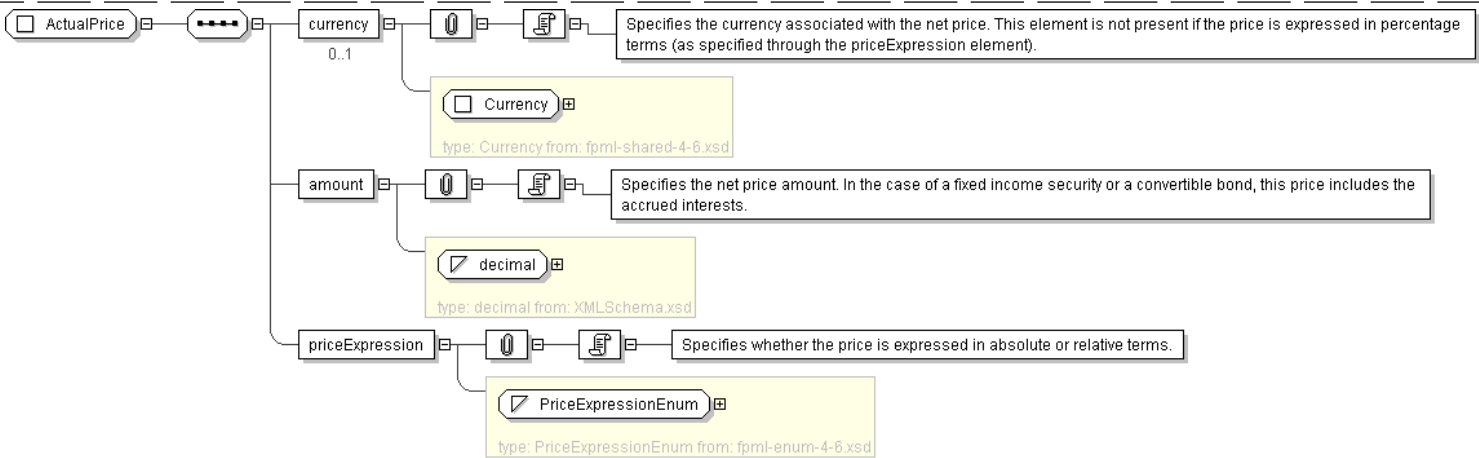 ActualPrice
currency
0..1
Specifies the currency associated with the net price. This element is not present if the price is expressed in percentage
terms (as specified through the priceExpression element).
Currency
type: Currency from: fpml-shared-4-6.xsd
amount
Specifies the net price amount. In the case of a fixed income security or a convertible bond, this price includes the
accrued interests.
decimal
type: decimal from: XMLSchema.xsd
priceExpression
Specifies whether the price is expressed in absolute or relative terms.
PriceExpressionEnum
type: PriceExpressionEnum from: fpml-enum-4-6.xsd